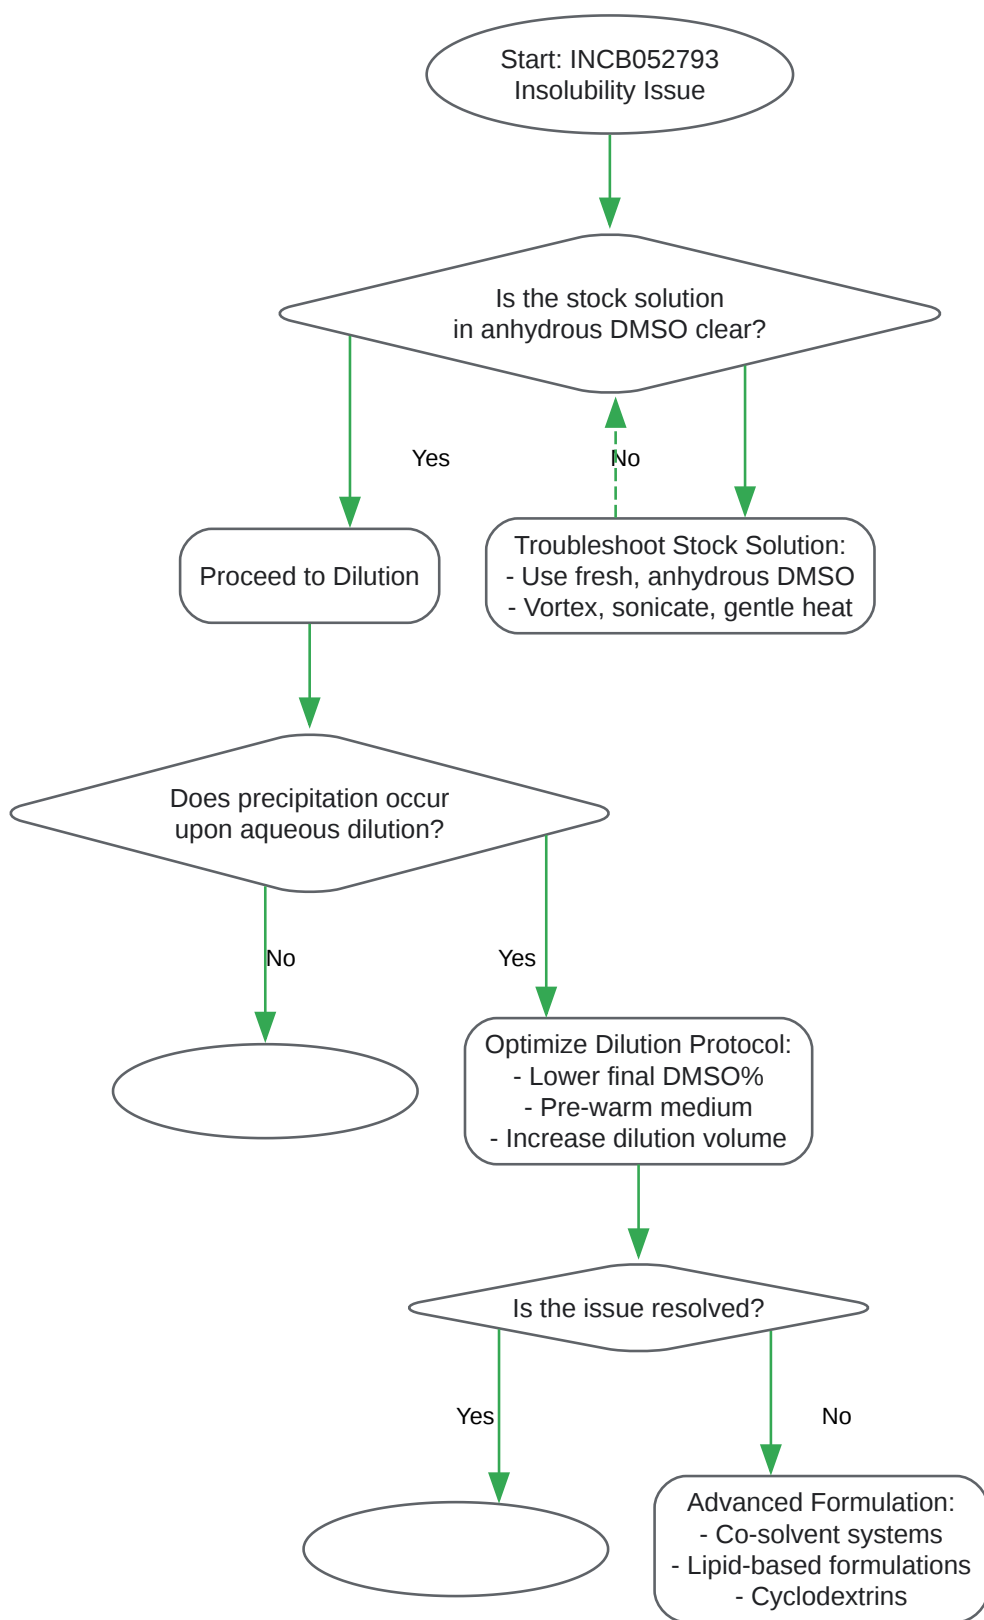 Start: INCB052793
Insolubility Issue
Is the stock solution
in anhydrous DMSO clear?
Yes
No
Proceed to Dilution
Troubleshoot Stock Solution:
- Use fresh, anhydrous DMSO
- Vortex, sonicate, gentle heat
Does precipitation occur
upon aqueous dilution?
No
Yes
Optimize Dilution Protocol:
- Lower final DMSO%
- Pre-warm medium
- Increase dilution volume
Is the issue resolved?
Yes
No
Advanced Formulation:
- Co-solvent systems
- Lipid-based formulations
- Cyclodextrins